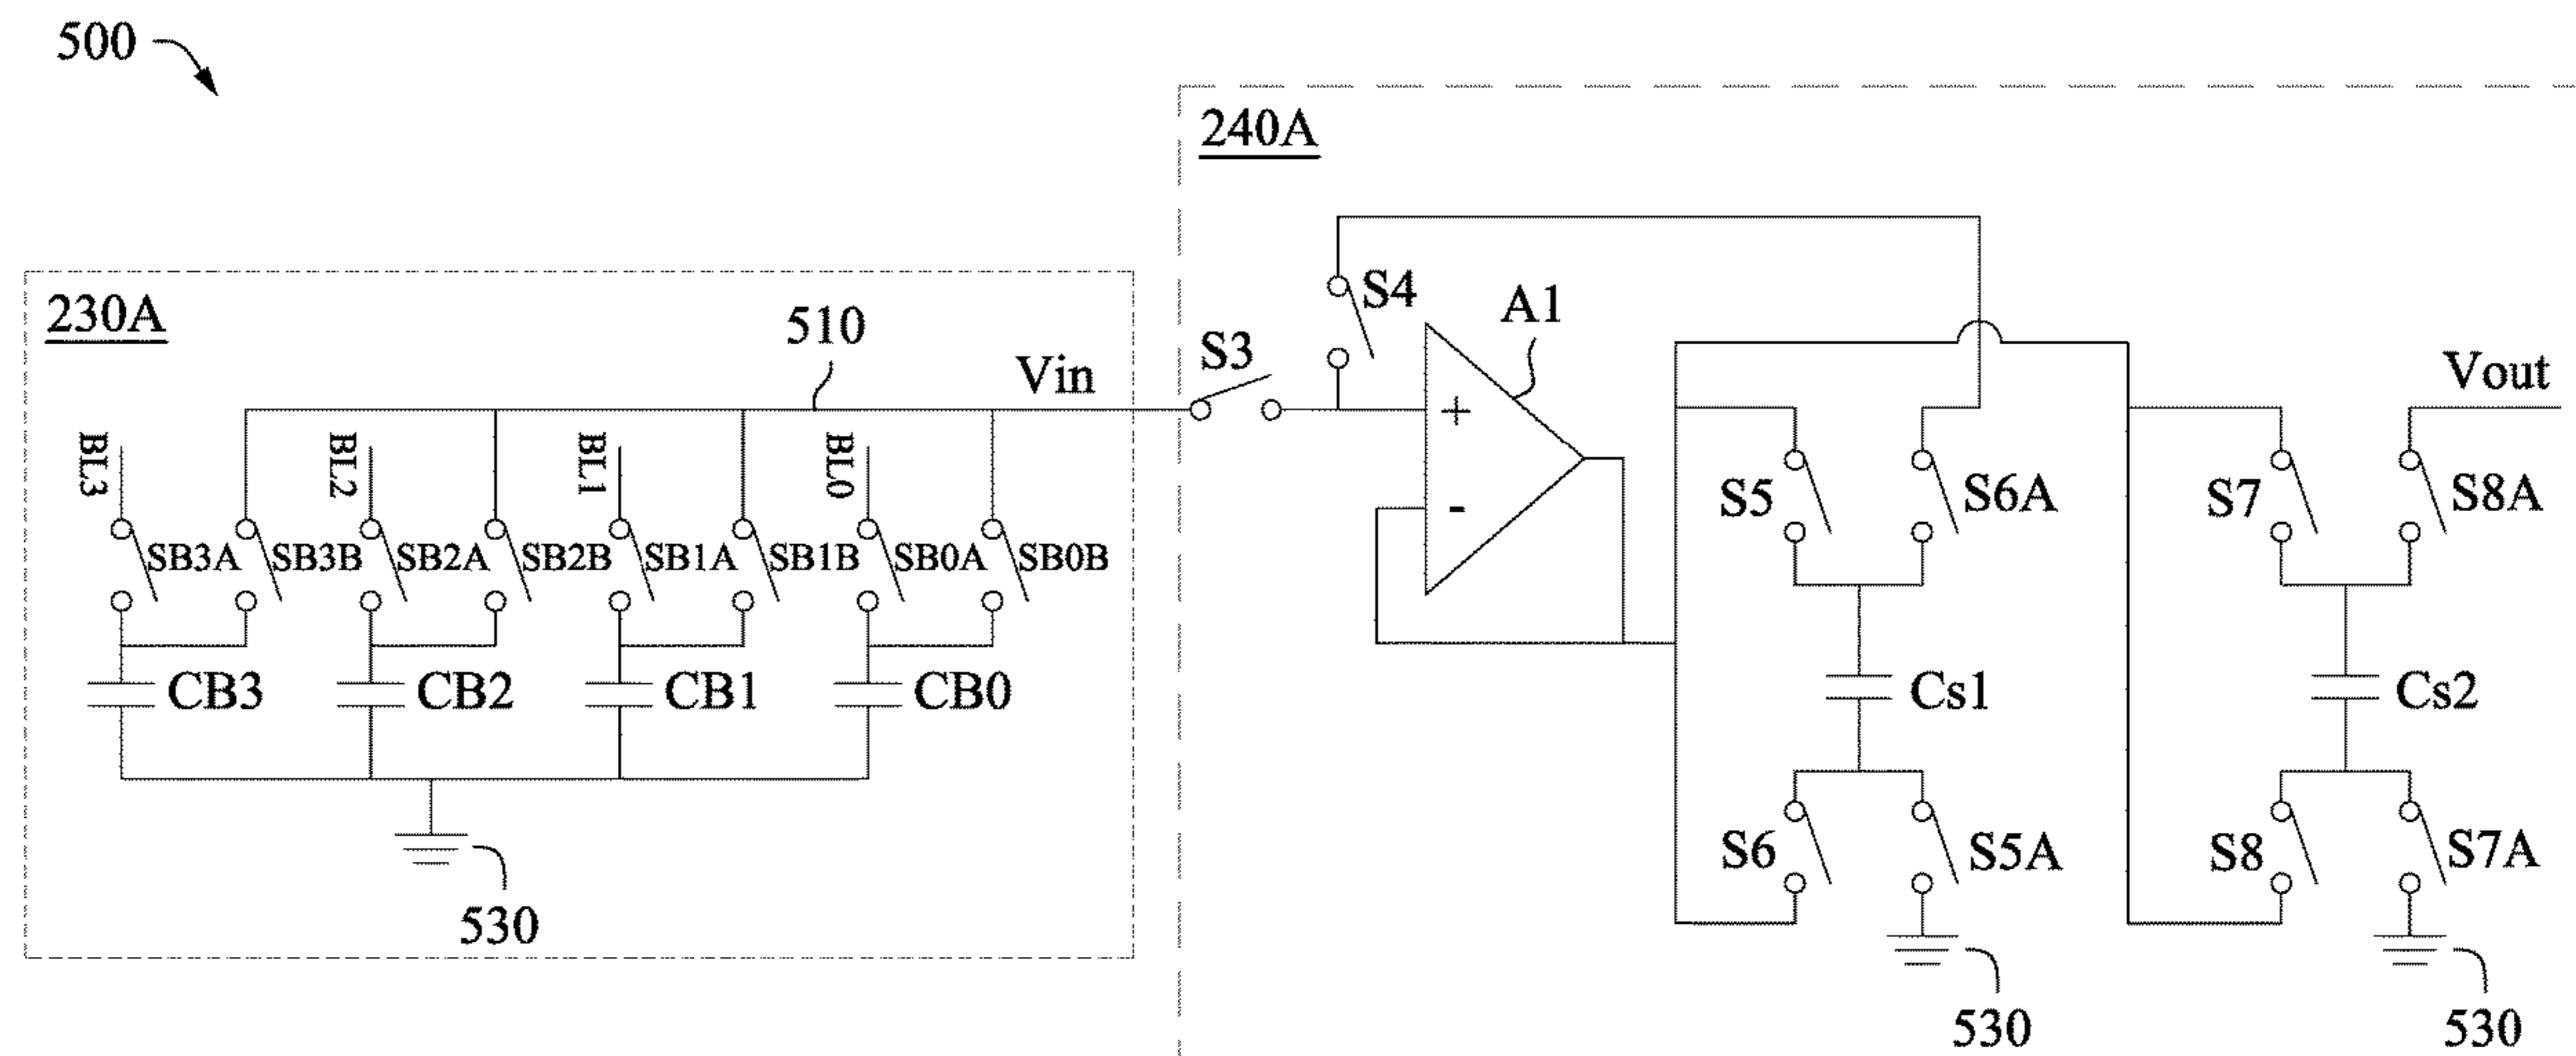 500
240A
230A
510
Vin
S3
S4
A1
+
-
Vout
BL3
BL2
BL1
BL0
SB3A
SB3B
SB2A
SB2B
SB1A
SB1B
SB0A
SB0B
S5
S6A
S7
S8A
CB3
CB2
CB1
CB0
Cs1
Cs2
S6
S5A
S8
S7A
530
530
530